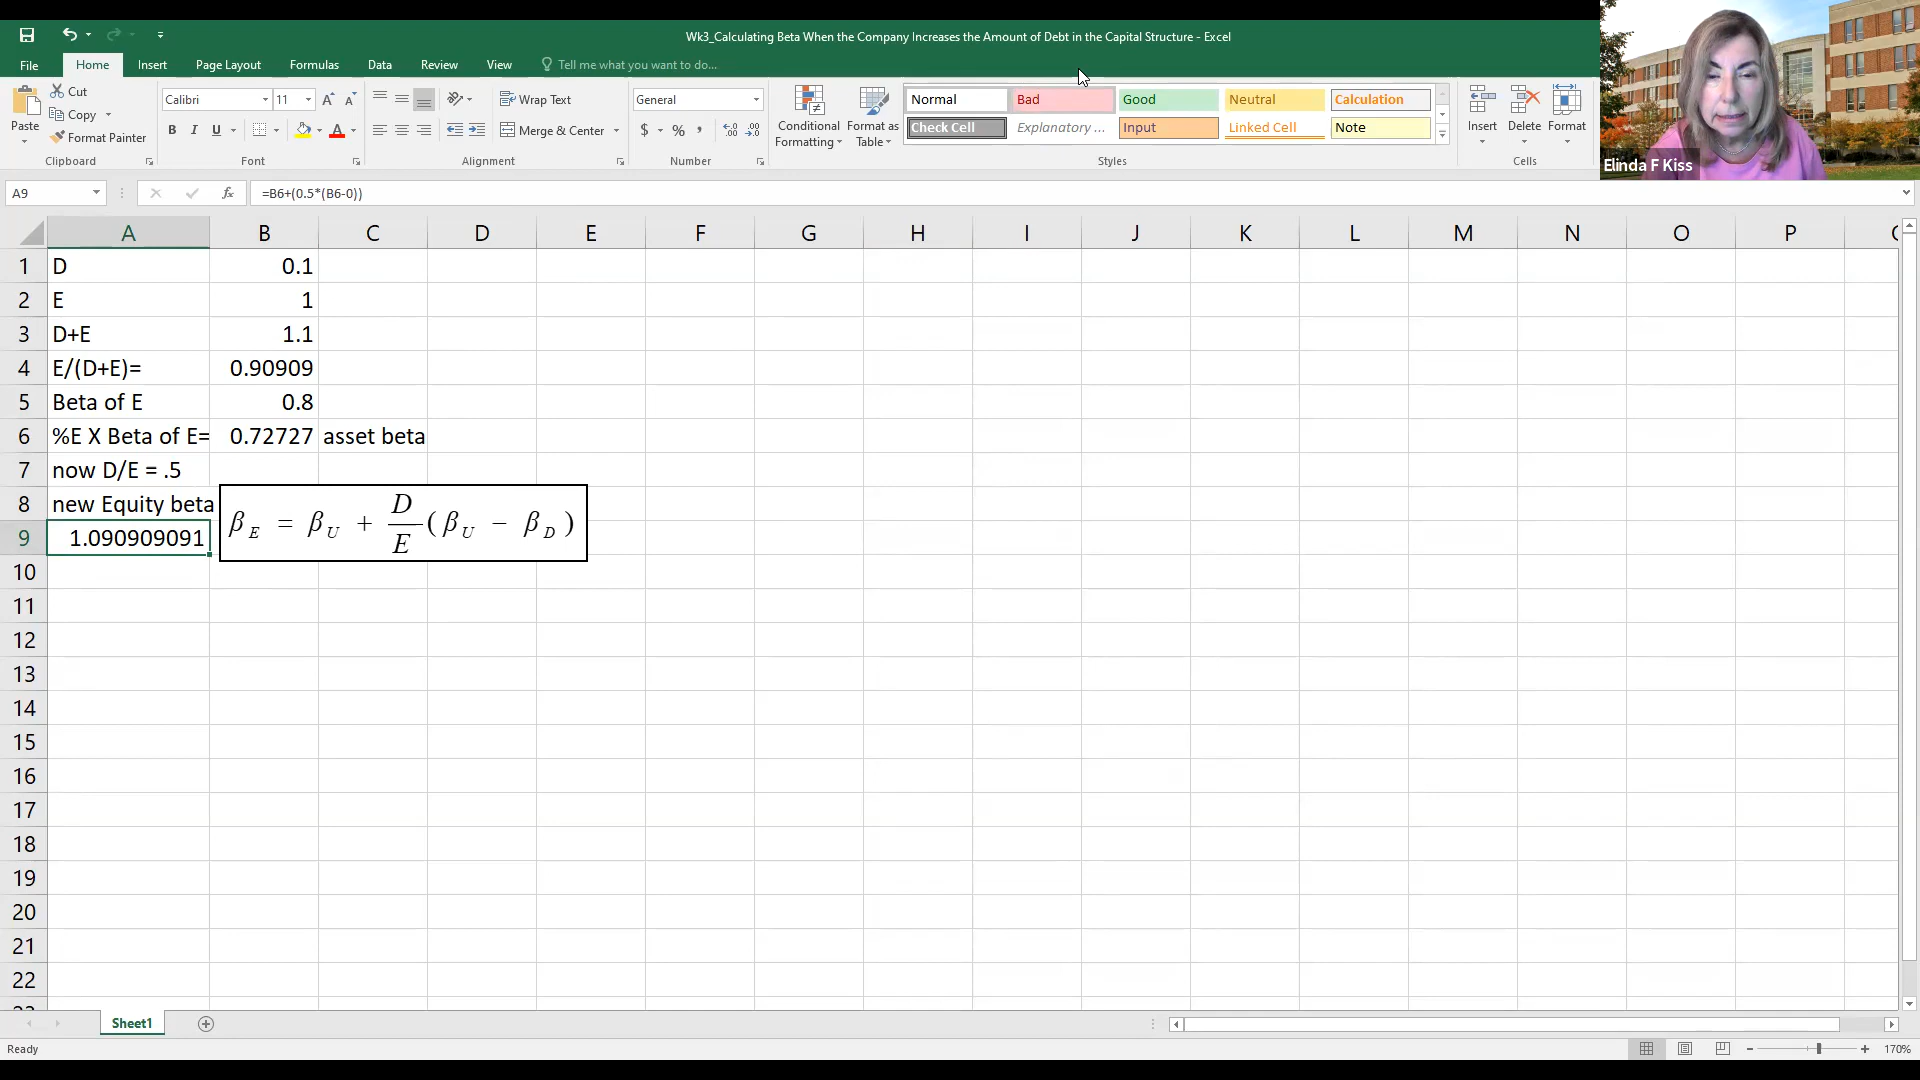 Wk3_Calculating Beta When the Company Increases the Amount of Debt in the Capital Structure - Excel
File Home Insert Page Layout Formulas Data Review View Tell me what you want to do...
Paste Cut Copy Format Painter
Calibri 11
B I U
Wrap Text
Merge & Center
General
$ % ,
Conditional Formatting Format as Table
Normal Bad Good Neutral Calculation
Check Cell Explanatory ... Input Linked Cell Note
Insert Delete Format
Clipboard Font Alignment Number Styles Cells
Elinda F Kiss
A9 fx =B6+(0.5*(B6-0))
A B C D E F G H I J K L M N O P
1 D 0.1
2 E 1
3 D+E 1.1
4 E/(D+E)= 0.90909
5 Beta of E 0.8
6 %E X Beta of E= 0.72727 asset beta
7 now D/E = .5
8 new Equity beta
9 1.090909091
β E = β U + D/E (β U − β D)
10
11
12
13
14
15
16
17
18
19
20
21
22
Sheet1
Ready 170%